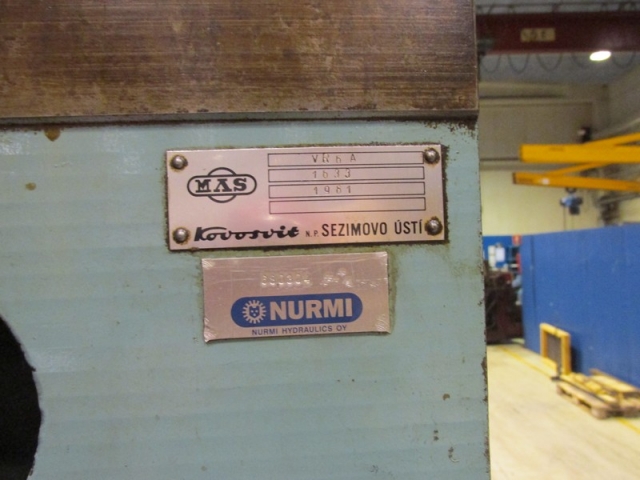 MAS
VR6A
1633
1981
Kovosvit N.P. SEZIMOVO ÚSTÍ
NURMI
NURMI HYDRAULICS OY